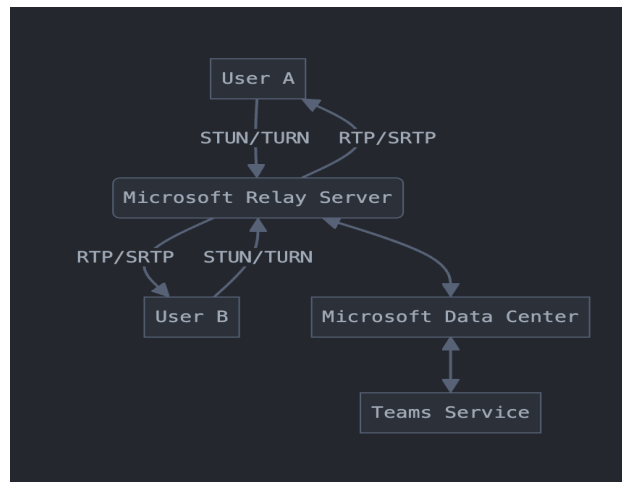 User A
STUN/TURN RTP/SRTP
Microsoft Relay Server
RTP/SRTP STUN/TURN
User B Microsoft Data Center
Teams Service